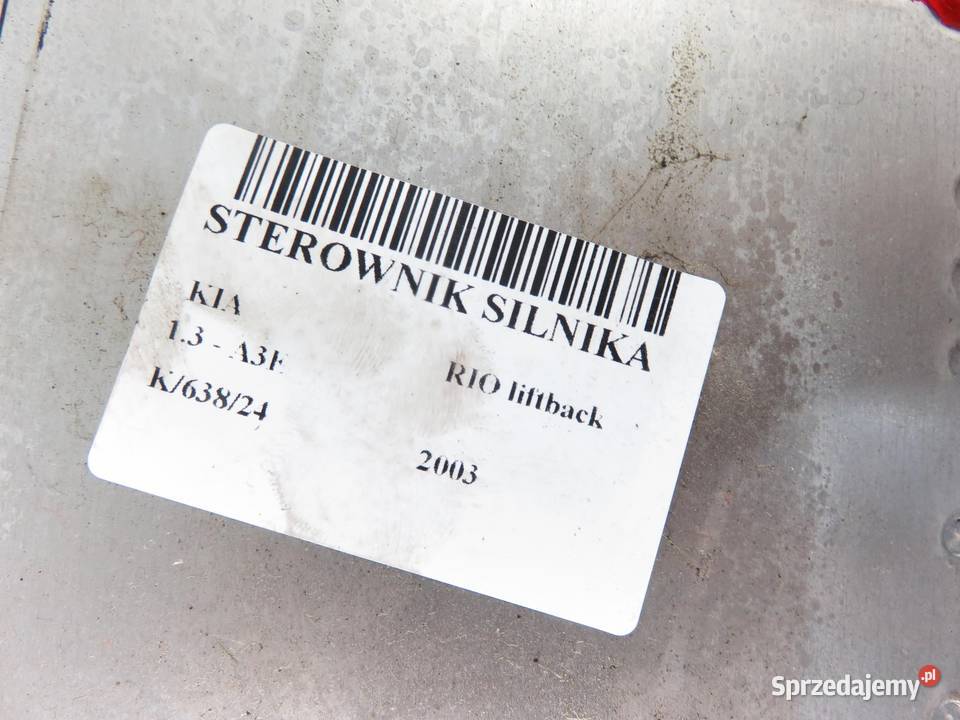 STEROWNIK SILNIKA
KIA
1.3 - A3E RIO liftback
K/638/24
2003
Sprzedajemy.pl